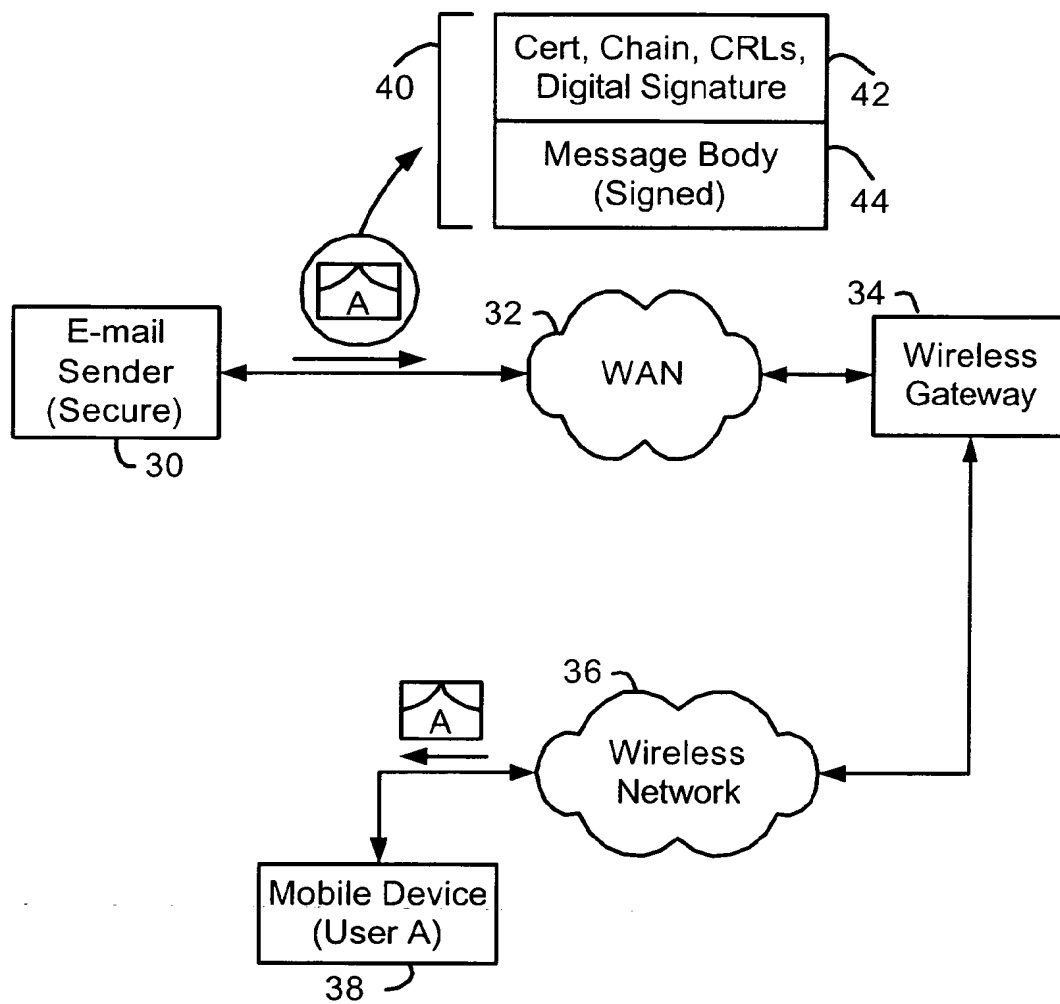 Cert, Chain, CRLs,
Digital Signature
40
42
Message Body
(Signed)
44
A
E-mail
Sender
(Secure)
30
32
WAN
34
Wireless
Gateway
A
36
Wireless
Network
Mobile Device
(User A)
38